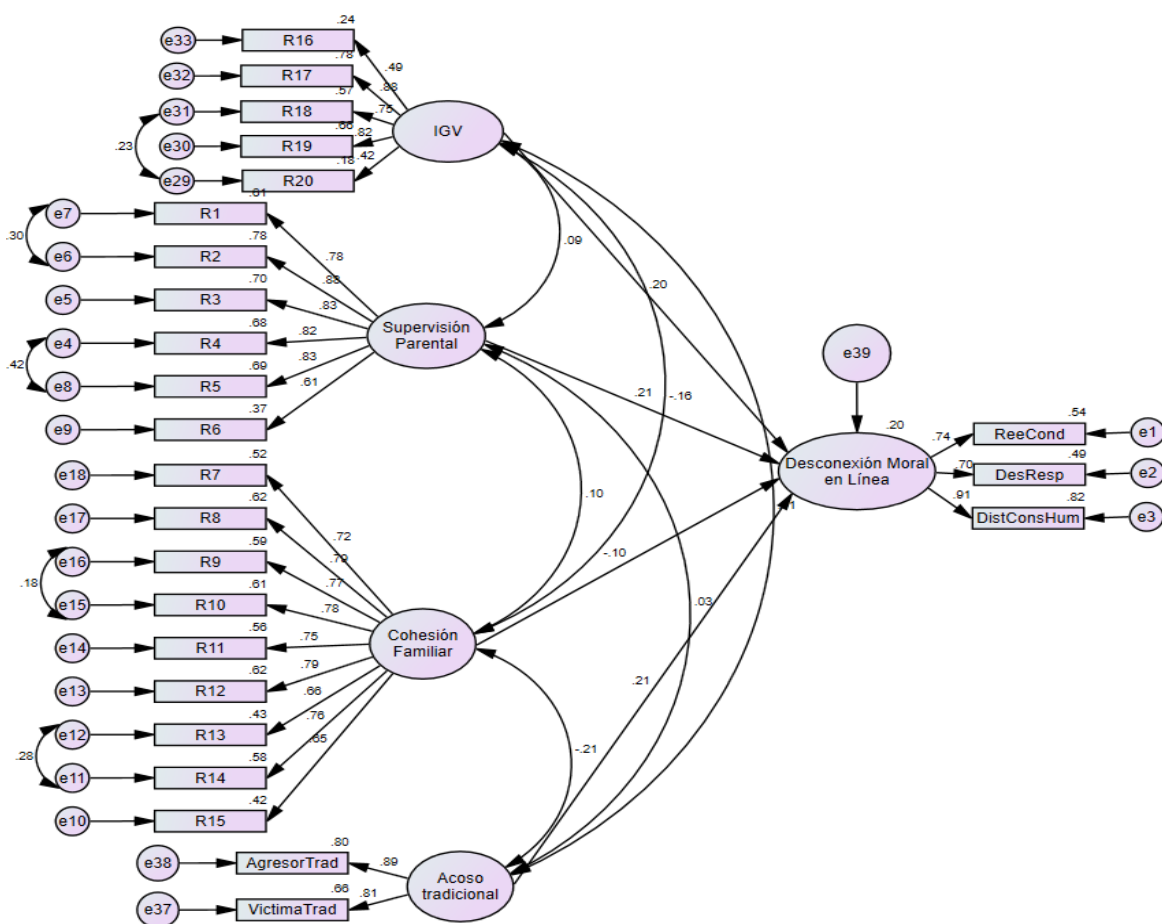 .24
e33
R16
.49
.78
e32
R17
.88
.57
e31
R18
.75
.66
e30
R19
.82
IGV
.23
.18
e29
R20
.42
.61
e7
R1
.78
.30
.78
e6
R2
.88
.70
e5
R3
.83
.68
e4
R4
.82
.42
.69
e8
R5
.83
.37
e9
R6
.61
Supervisión
Parental
.09
.20
.21
-.16
.52
e18
R7
.72
.62
e17
R8
.79
.59
e16
R9
.77
.18
.61
e15
R10
.78
.56
e14
R11
.75
.62
e13
R12
.79
.43
e12
R13
.66
.28
.58
e11
R14
.76
.42
e10
R15
.65
Cohesión
Familiar
.10
-.10
.03
.21
-.21
e39
.20
Desconexión Moral
en Línea
.74
.54
ReeCond
e1
.70
.49
DesResp
e2
.91
.82
DistConsHum
e3
.80
e38
AgresorTrad
.89
.66
e37
VictimaTrad
.81
Acoso
tradicional